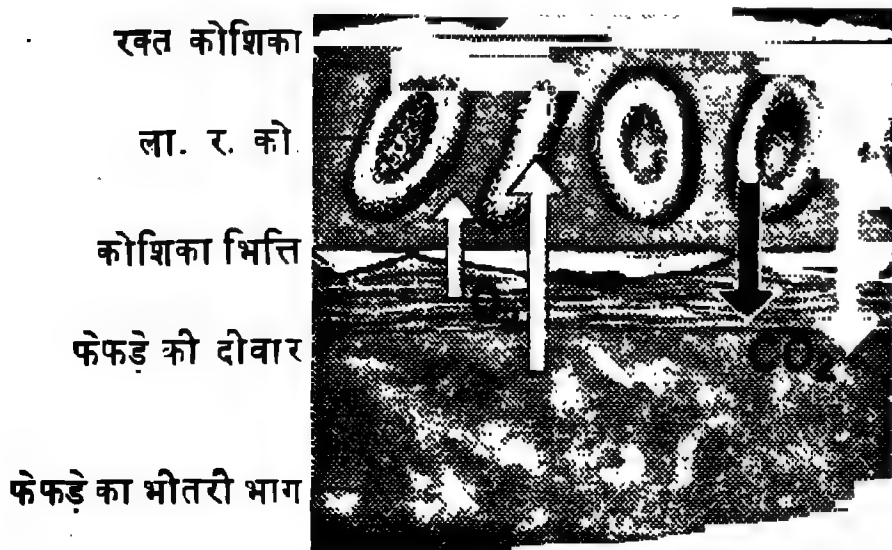 रक्त कोशिका
ला. र. को.
कोशिका भित्ति
O₂
फेफड़े की दीवार
CO₂
फेफड़े का भीतरी भाग